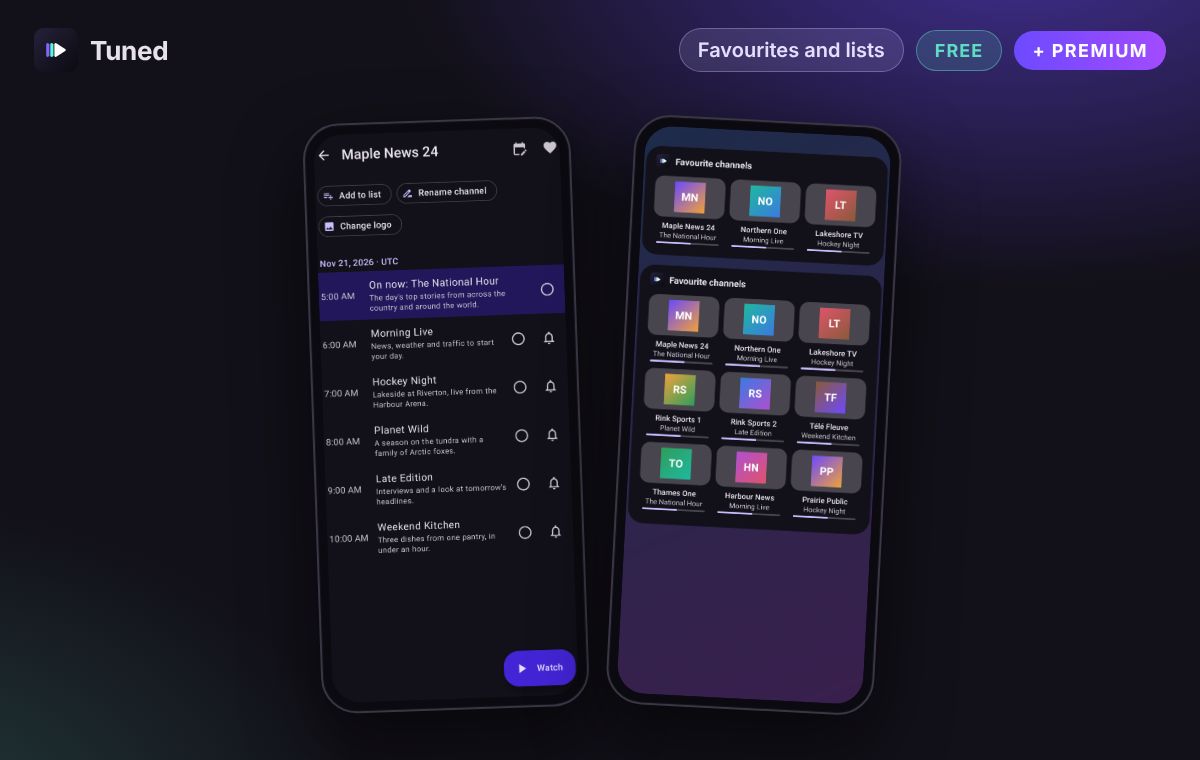 Tuned
Favourites and lists
FREE
+ PREMIUM
Maple News 24
Add to list
Rename channel
Change logo
Nov 21, 2026 · UTC
5:00 AM
On now: The National Hour
The day's top stories from across the
country and around the world.
6:00 AM
Morning Live
News, weather and traffic to start
your day.
7:00 AM
Hockey Night
Lakeside at Riverton, live from the
Harbour Arena.
8:00 AM
Planet Wild
A season on the tundra with a
family of Arctic foxes.
9:00 AM
Late Edition
Interviews and a look at tomorrow's
headlines.
10:00 AM
Weekend Kitchen
Three dishes from one pantry, in
under an hour.
Watch
Favourite channels
MN
NO
LT
Maple News 24
Northern One
Lakeshore TV
The National Hour
Morning Live
Hockey Night
Favourite channels
MN
NO
LT
Maple News 24
Northern One
Lakeshore TV
The National Hour
Morning Live
Hockey Night
RS
RS
TF
Rink Sports 1
Rink Sports 2
Télé Fleuve
Planet Wild
Late Edition
Weekend Kitchen
TO
HN
PP
Thames One
Harbour News
Prairie Public
The National Hour
Morning Live
Hockey Night